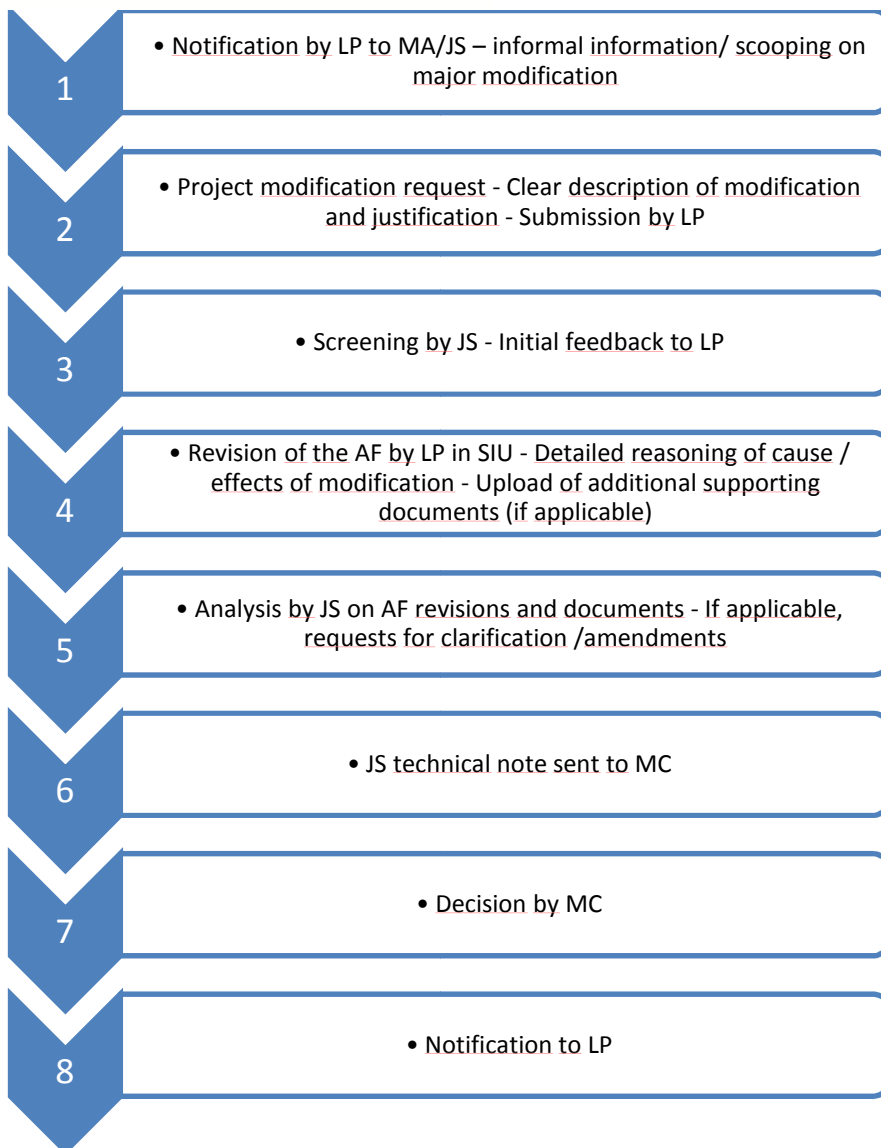 1
• Notification by LP to MA/JS – informal information/ scooping on
major modification
2
• Project modification request - Clear description of modification
and justification - Submission by LP
3
• Screening by JS - Initial feedback to LP
4
• Revision of the AF by LP in SIU - Detailed reasoning of cause /
effects of modification - Upload of additional supporting
documents (if applicable)
5
• Analysis by JS on AF revisions and documents - If applicable,
requests for clarification /amendments
6
• JS technical note sent to MC
7
• Decision by MC
8
• Notification to LP